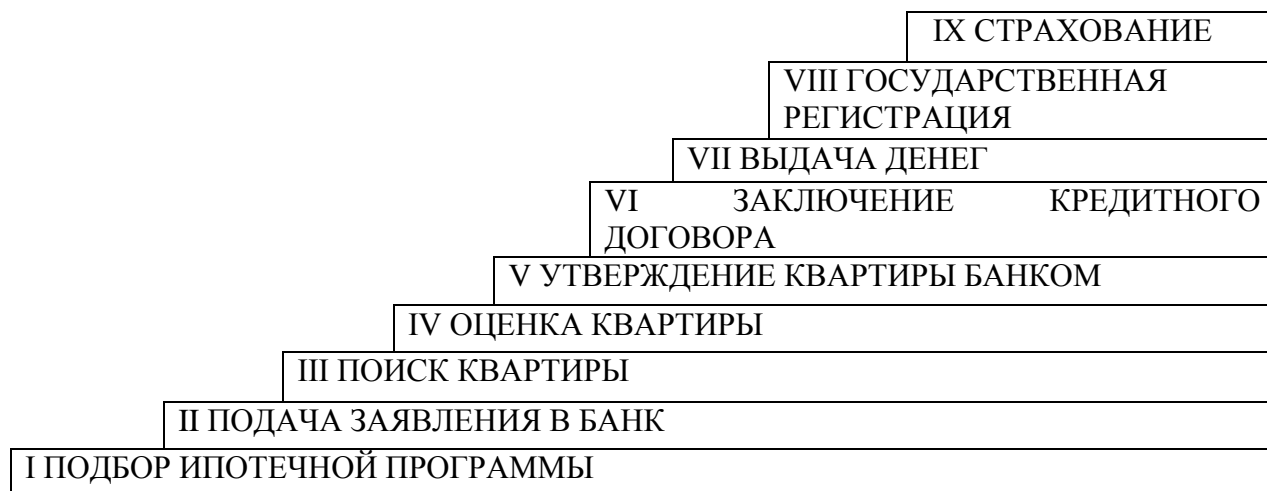 IX СТРАХОВАНИЕ
VIII ГОСУДАРСТВЕННАЯ
РЕГИСТРАЦИЯ
VII ВЫДАЧА ДЕНЕГ
VI ЗАКЛЮЧЕНИЕ КРЕДИТНОГО
ДОГОВОРА
V УТВЕРЖДЕНИЕ КВАРТИРЫ БАНКОМ
IV ОЦЕНКА КВАРТИРЫ
III ПОИСК КВАРТИРЫ
II ПОДАЧА ЗАЯВЛЕНИЯ В БАНК
I ПОДБОР ИПОТЕЧНОЙ ПРОГРАММЫ